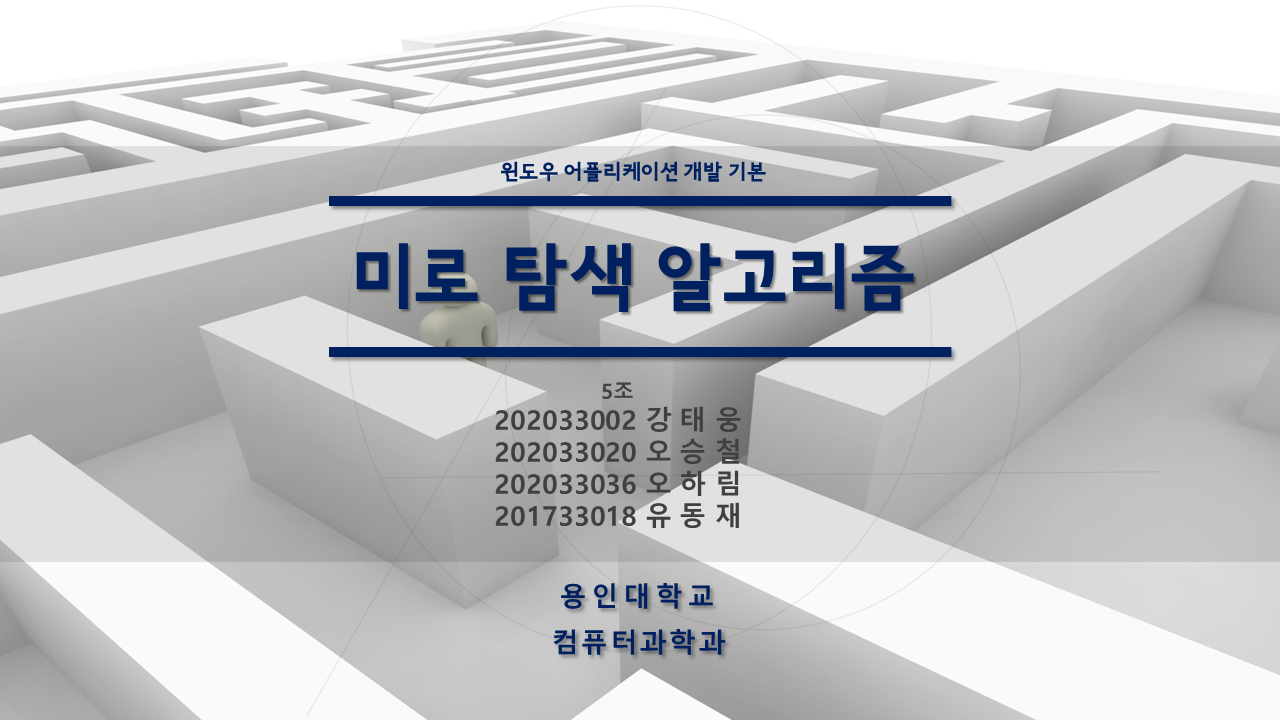 윈도우 어플리케이션 개발 기본
미로 탐색 알고리즘
5조
202033002 강 태 웅
202033020 오 승 철
202033036 오 하 림
201733018 유 동 재
용 인 대 학 교
컴퓨터과학과